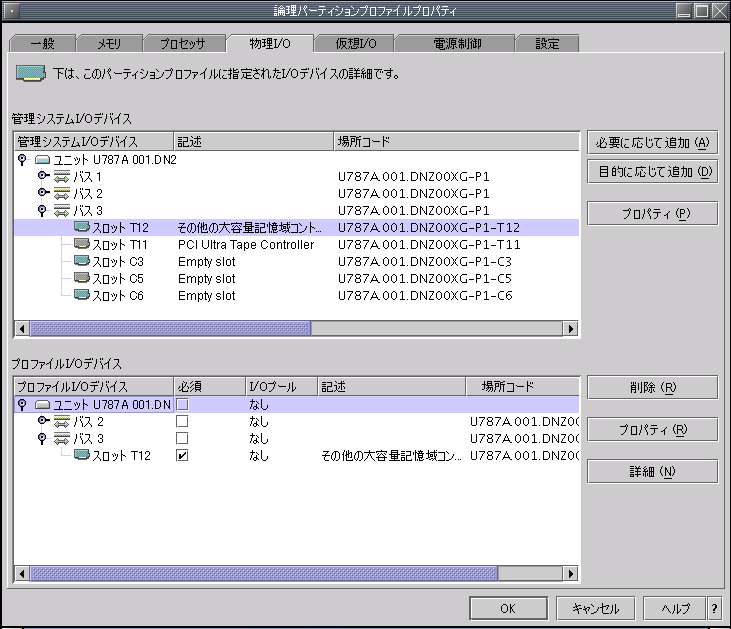 論理パーティションプロファイルプロパティ
一般 メモリ プロセッサ 物理I/O 仮想I/O 電源制御 設定
下は、このパーティションプロファイルに指定されたI/Oデバイスの詳細です。
管理システムI/Oデバイス
管理システムI/Oデバイス 記述 場所コード
ユニット U787A 001.DN2
バス 1 U787A.001.DNZ00XG-P1
バス 2 U787A.001.DNZ00XG-P1
バス 3 U787A.001.DNZ00XG-P1
スロット T12 その他の大容量記憶域コント... U787A.001.DNZ00XG-P1-T12
スロット T11 PCI Ultra Tape Controller U787A.001.DNZ00XG-P1-T11
スロット C3 Empty slot U787A.001.DNZ00XG-P1-C3
スロット C5 Empty slot U787A.001.DNZ00XG-P1-C5
スロット C6 Empty slot U787A.001.DNZ00XG-P1-C6
必要に応じて追加 (A)
目的に応じて追加 (D)
プロパティ (P)
プロファイルI/Oデバイス
プロファイルI/Oデバイス 必須 I/Oプール 記述 場所コード
ユニット U787A 001.DN なし
バス 2 なし U787A.001.DNZ00
バス 3 なし U787A.001.DNZ00
スロット T12 なし その他の大容量記憶域コン... U787A.001.DNZ00
削除 (R)
プロパティ (R)
詳細 (N)
OK キャンセル ヘルプ ?